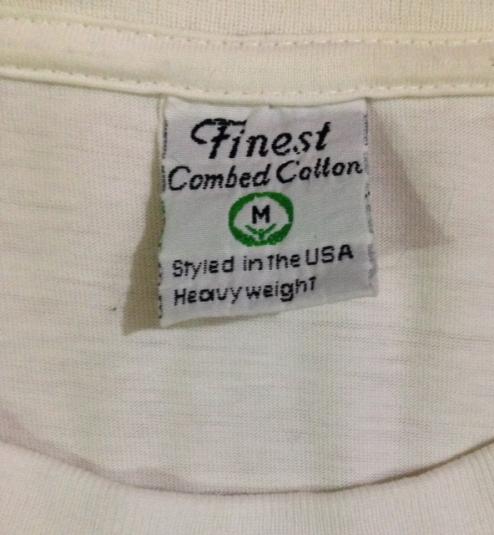 Finest
Combed Cotton
M
Styled in the USA
Heavyweight